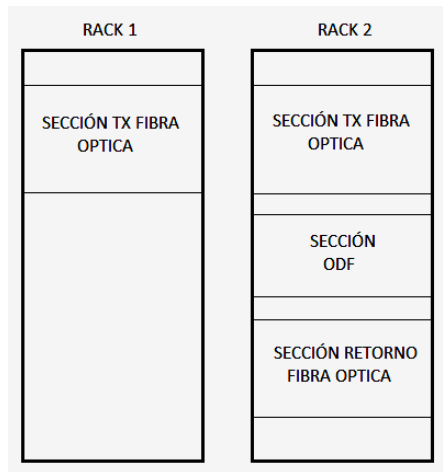 RACK 1
SECCIÓN TX FIBRA
OPTICA
RACK 2
SECCIÓN TX FIBRA
OPTICA
SECCIÓN
ODF
SECCIÓN RETORNO
FIBRA OPTICA